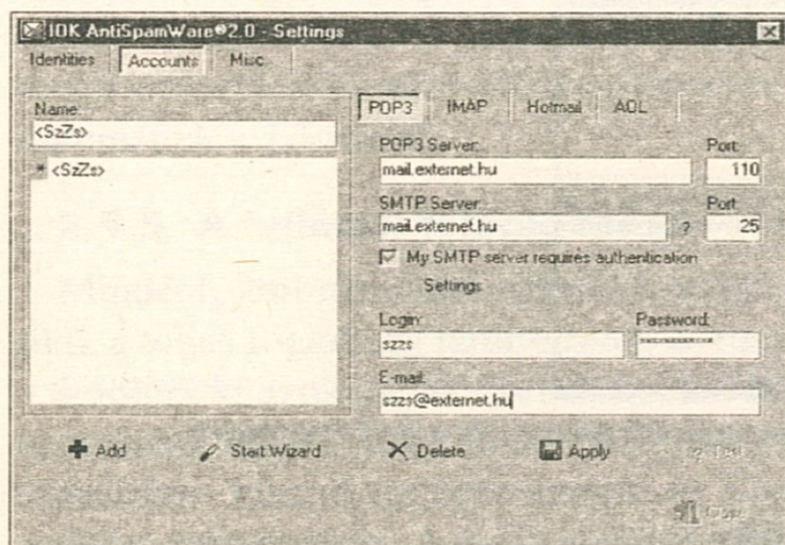 IOK AntiSpamWare®2.0 - Settings
Identities Accounts Misc
Name:
<SzZs>
<SzZs>
POP3 IMAP Hotmail AOL
POP3 Server: Port:
mail.externet.hu 110
SMTP Server: Port:
mail.externet.hu ? 25
My SMTP server requires authentication
Settings
Login: Password:
szzs
E-mail:
szzs@externet.hu
Add Start Wizard Delete Apply ?